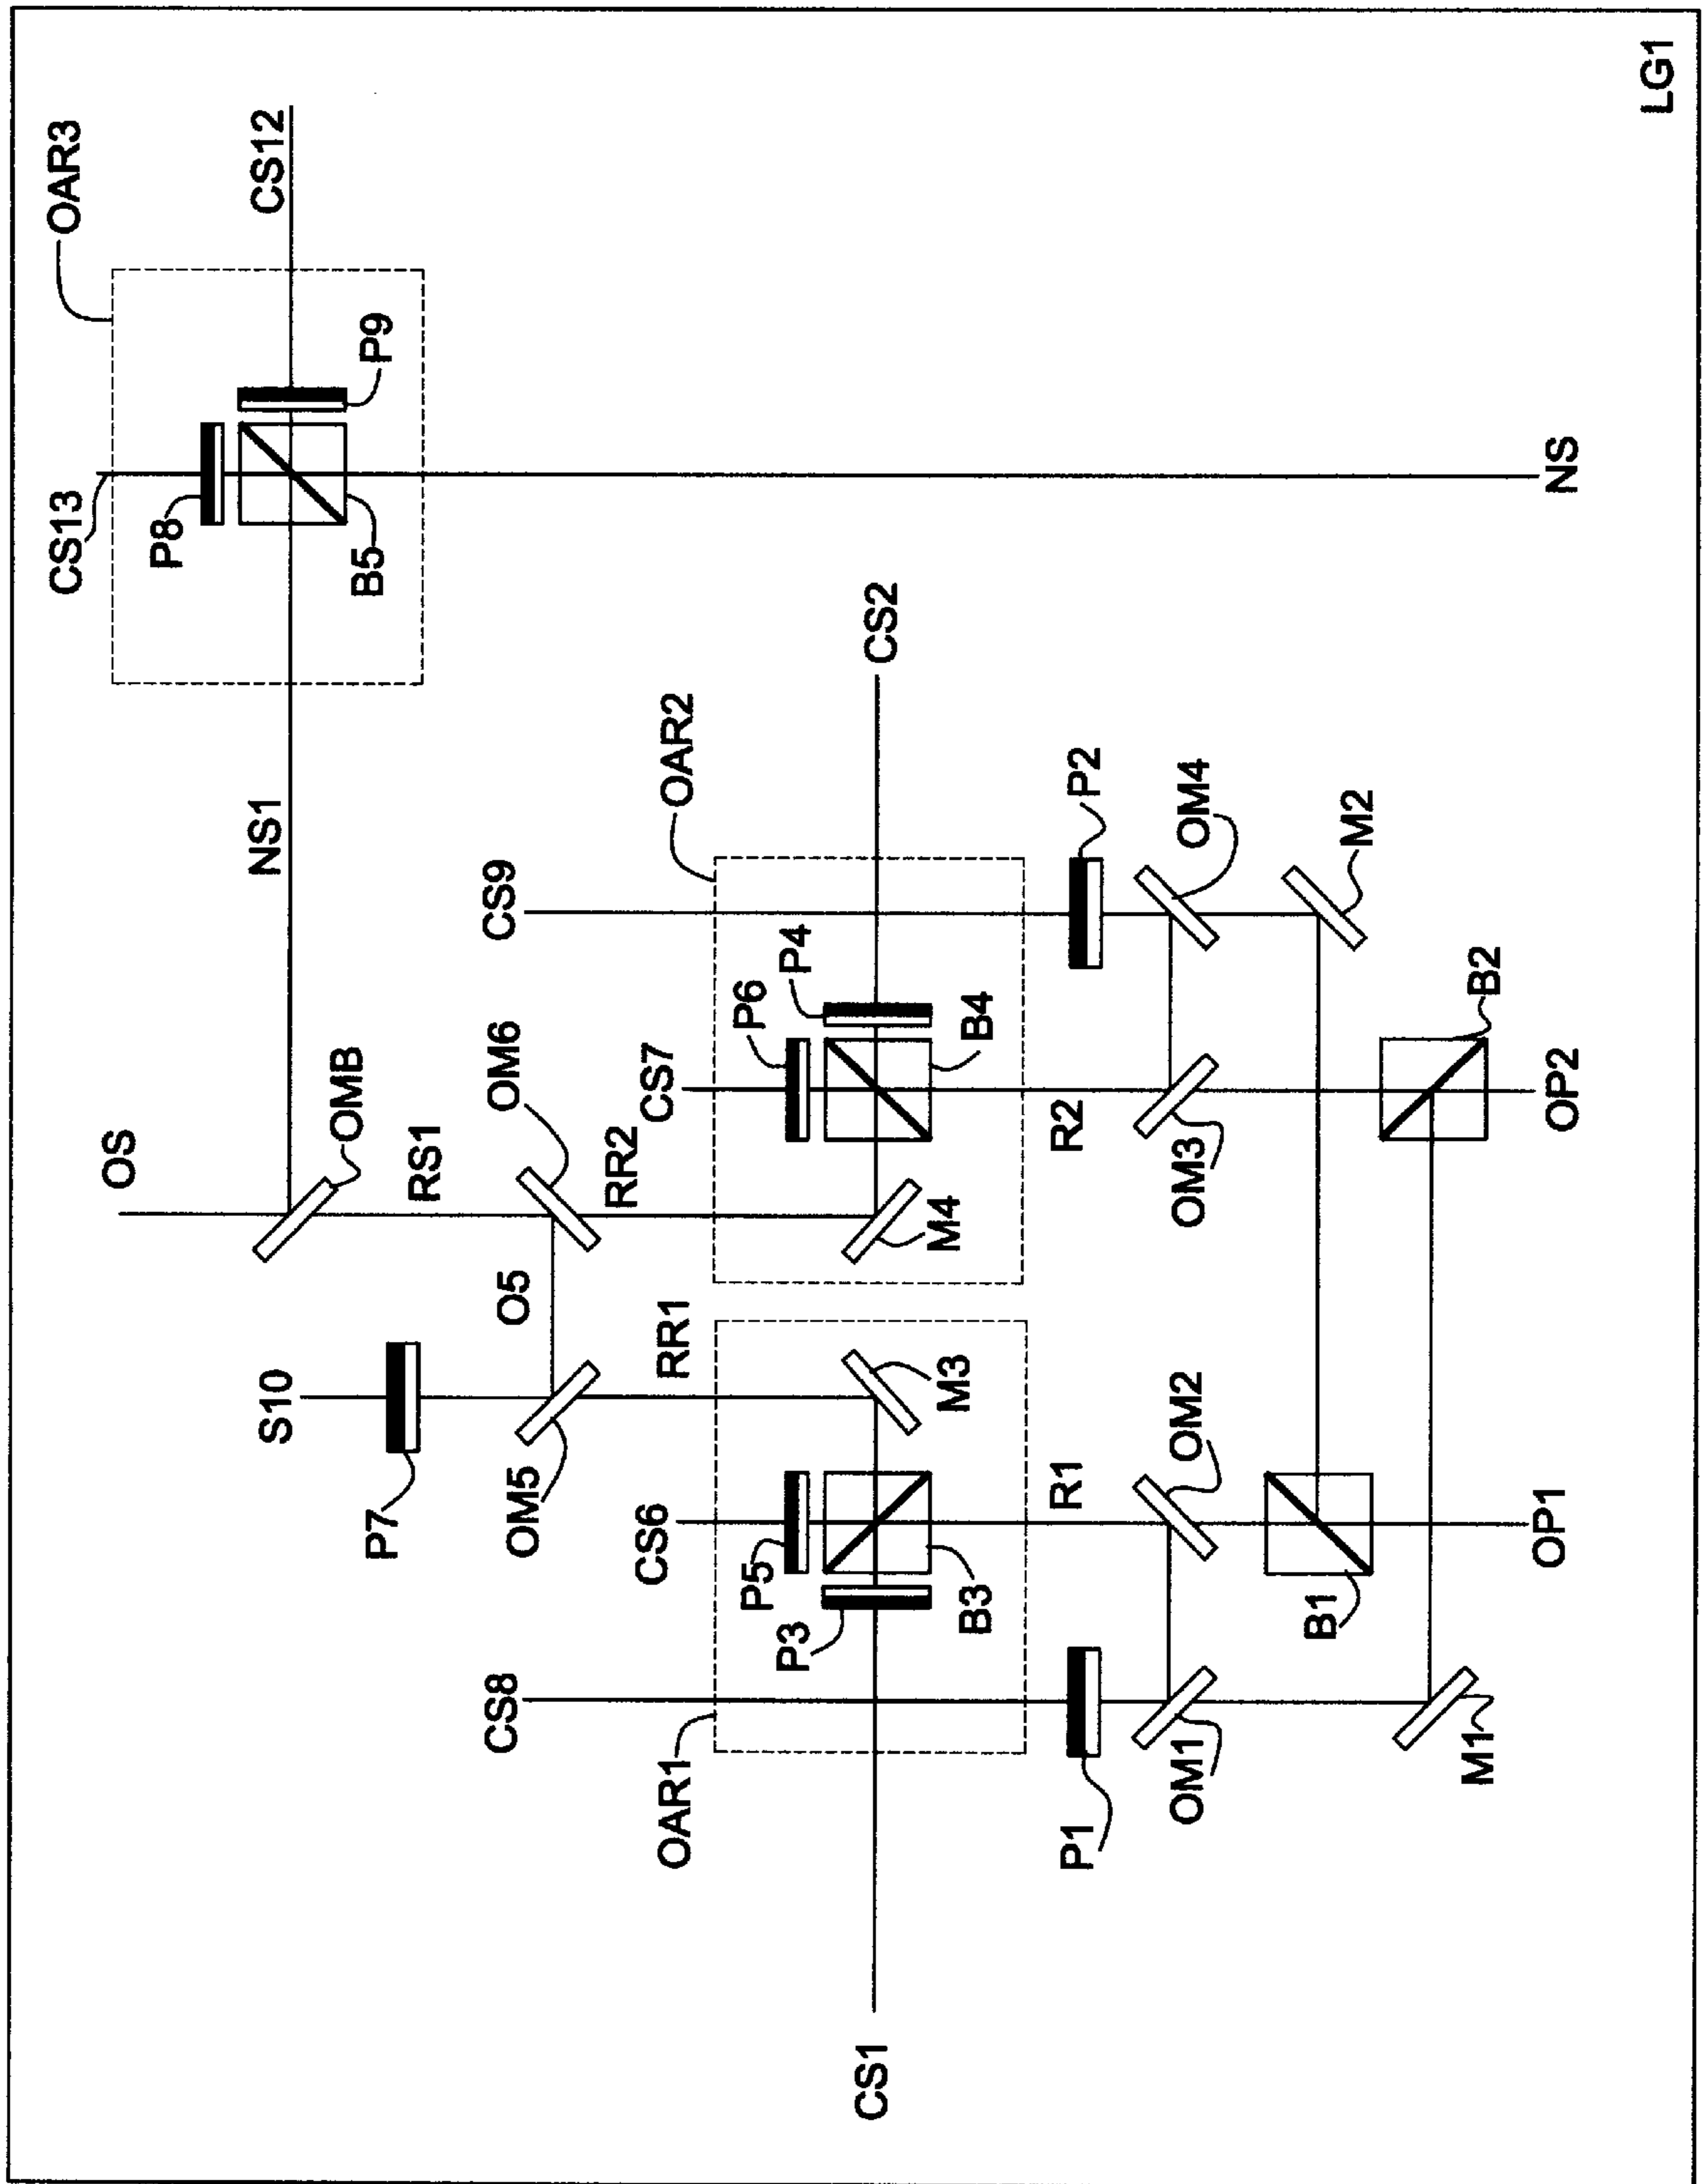 LG1
OAR3
CS12
CS13
P8
P9
B5
NS
NS1
OS
OMB
RS1
OM6
RR2
O5
S10
P7
OM5
RR1
CS2
OAR2
CS9
P4
P6
CS7
B4
M4
P2
OM4
M2
R2
OM3
B2
OP2
M3
CS6
P5
P3
B3
R1
OM2
OP1
B1
CS8
OAR1
P1
OM1
M1
CS1